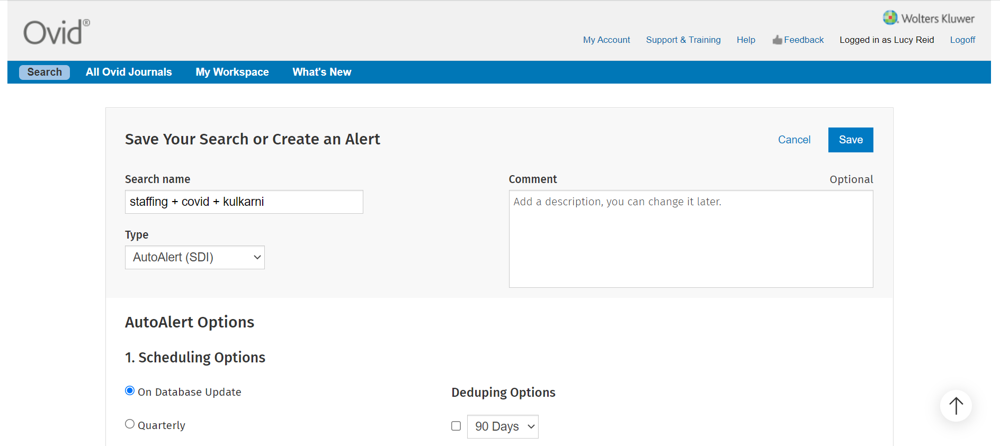 Ovid®
Wolters Kluwer
My Account Support & Training Help Feedback Logged in as Lucy Reid Logoff
Search All Ovid Journals My Workspace What's New
Save Your Search or Create an Alert
Cancel Save
Search name
staffing + covid + kulkarni
Comment Optional
Add a description, you can change it later.
Type
AutoAlert (SDI)
AutoAlert Options
1. Scheduling Options
On Database Update
Quarterly
Deduping Options
90 Days